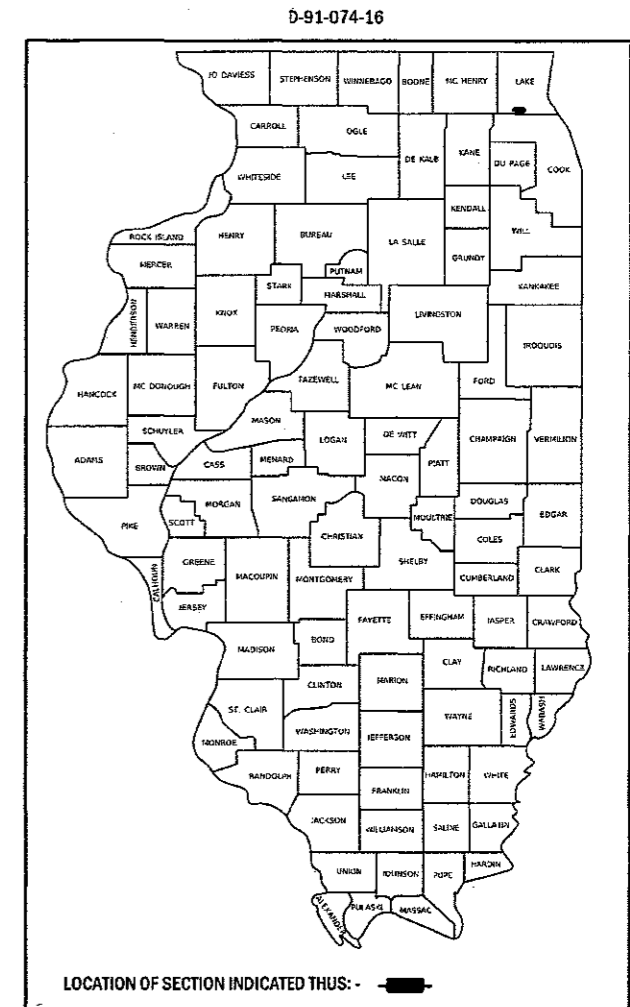 D-91-074-16
JO DAVIESS STEPHENSON WINNEBAGO BOONE MC HENRY LAKE
CARROLL OGLE
DE KALB KANE DU PAGE COOK
WHITESIDE LEE
KENDALL
ROCK ISLAND HENRY BUREAU LA SALLE WILL
MERCER PUTNAM GRUNDY
STARK MARSHALL KANKAKEE
HENDERSON WARREN KNOX PEORIA WOODFORD LIVINGSTON IROQUOIS
HANCOCK MC DONOUGH FULTON TAZEWELL MC LEAN FORD
MASON
SCHUYLER LOGAN DE WITT CHAMPAIGN VERMILION
ADAMS BROWN CASS MENARD PIATT
MACON
PIKE SCOTT MORGAN SANGAMON MOULTRIE DOUGLAS EDGAR
CHRISTIAN COLES
CALHOUN GREENE MACOUPIN MONTGOMERY SHELBY CUMBERLAND CLARK
JERSEY
FAYETTE EFFINGHAM JASPER CRAWFORD
MADISON BOND
CLAY RICHLAND LAWRENCE
CLINTON MARION
ST. CLAIR WAYNE EDWARDS WABASH
WASHINGTON JEFFERSON
MONROE
RANDOLPH PERRY HAMILTON WHITE
FRANKLIN
JACKSON WILLIAMSON SALINE GALLATIN
UNION JOHNSON POPE HARDIN
ALEXANDER PULASKI MASSAC
LOCATION OF SECTION INDICATED THUS: -